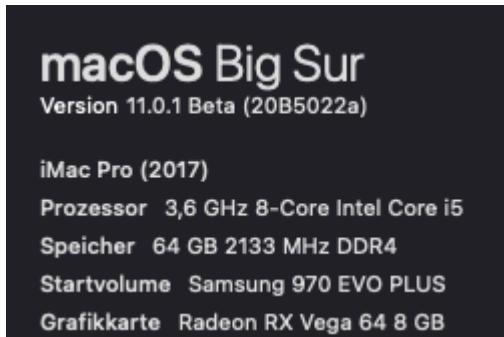 macOS Big Sur
Version 11.0.1 Beta (20B5022a)
iMac Pro (2017)
Prozessor 3,6 GHz 8-Core Intel Core i5
Speicher 64 GB 2133 MHz DDR4
Startvolume Samsung 970 EVO PLUS
Grafikkarte Radeon RX Vega 64 8 GB